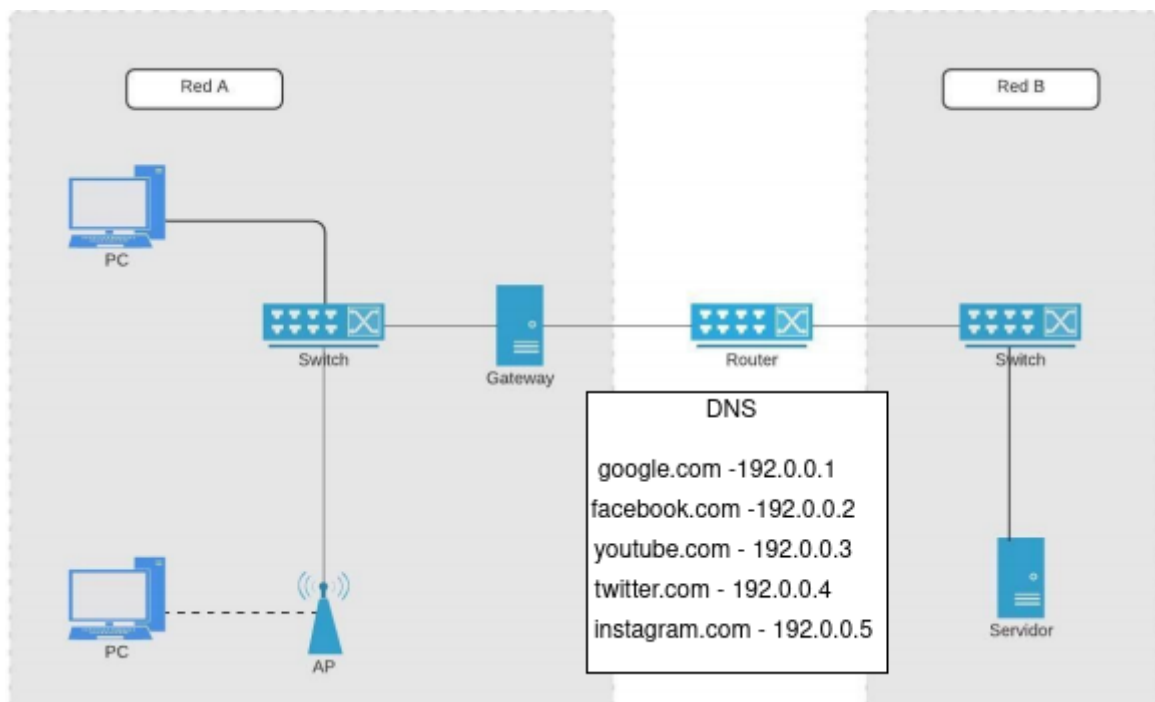 Red A
Red B
PC
Switch
Gateway
Router
Switch
DNS
google.com -192.0.0.1
facebook.com -192.0.0.2
youtube.com - 192.0.0.3
twitter.com - 192.0.0.4
instagram.com - 192.0.0.5
PC
AP
Servidor